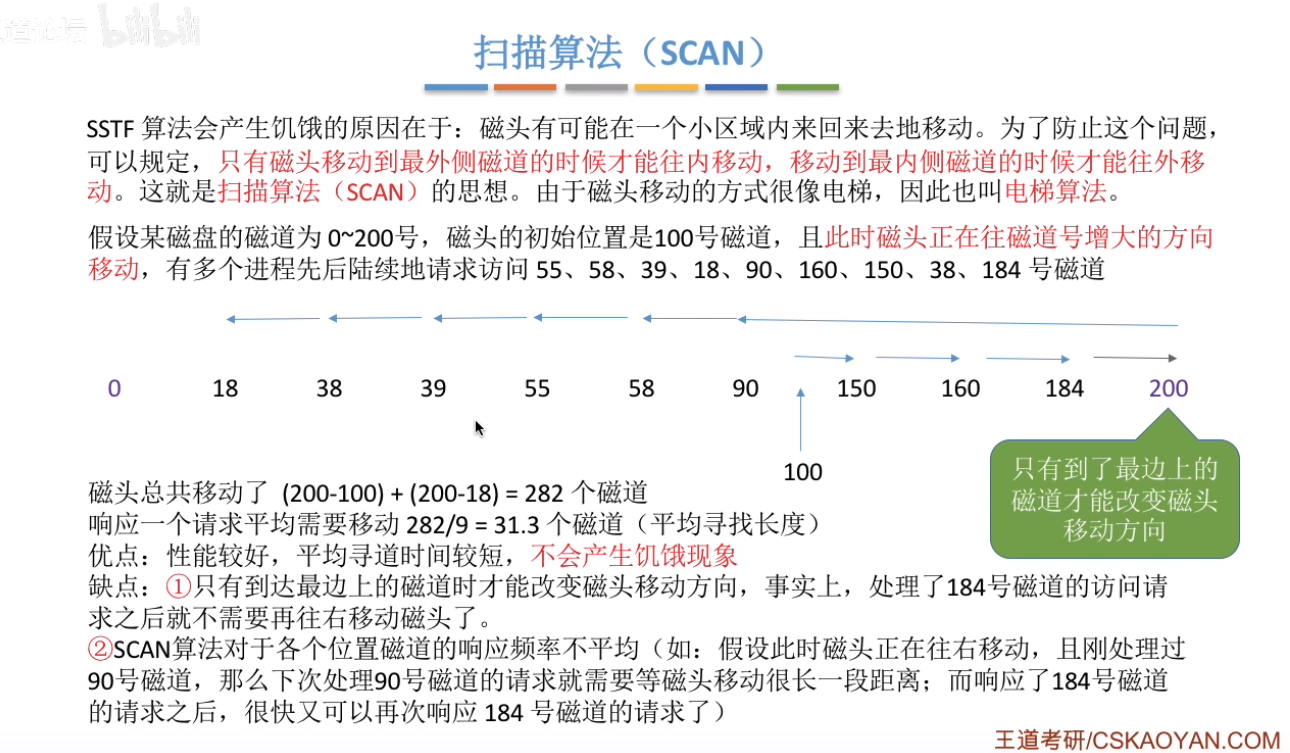 道论坛 bilibili
扫描算法（SCAN）
SSTF 算法会产生饥饿的原因在于：磁头有可能在一个小区域内来回来去地移动。为了防止这个问题，
可以规定，只有磁头移动到最外侧磁道的时候才能往内移动，移动到最内侧磁道的时候才能往外移
动。这就是扫描算法（SCAN）的思想。由于磁头移动的方式很像电梯，因此也叫电梯算法。
假设某磁盘的磁道为 0~200号，磁头的初始位置是100号磁道，且此时磁头正在往磁道号增大的方向
移动，有多个进程先后陆续地请求访问 55、58、39、18、90、160、150、38、184 号磁道
0 18 38 39 55 58 90 150 160 184 200
100
只有到了最边上的
磁道才能改变磁头
移动方向
磁头总共移动了 (200-100) + (200-18) = 282 个磁道
响应一个请求平均需要移动 282/9 = 31.3 个磁道（平均寻找长度）
优点：性能较好，平均寻道时间较短，不会产生饥饿现象
缺点：①只有到达最边上的磁道时才能改变磁头移动方向，事实上，处理了184号磁道的访问请
求之后就不需要再往右移动磁头了。
②SCAN算法对于各个位置磁道的响应频率不平均（如：假设此时磁头正在往右移动，且刚处理过
90号磁道，那么下次处理90号磁道的请求就需要等磁头移动很长一段距离；而响应了184号磁道
的请求之后，很快又可以再次响应 184 号磁道的请求了）
王道考研/CSKAOYAN.COM